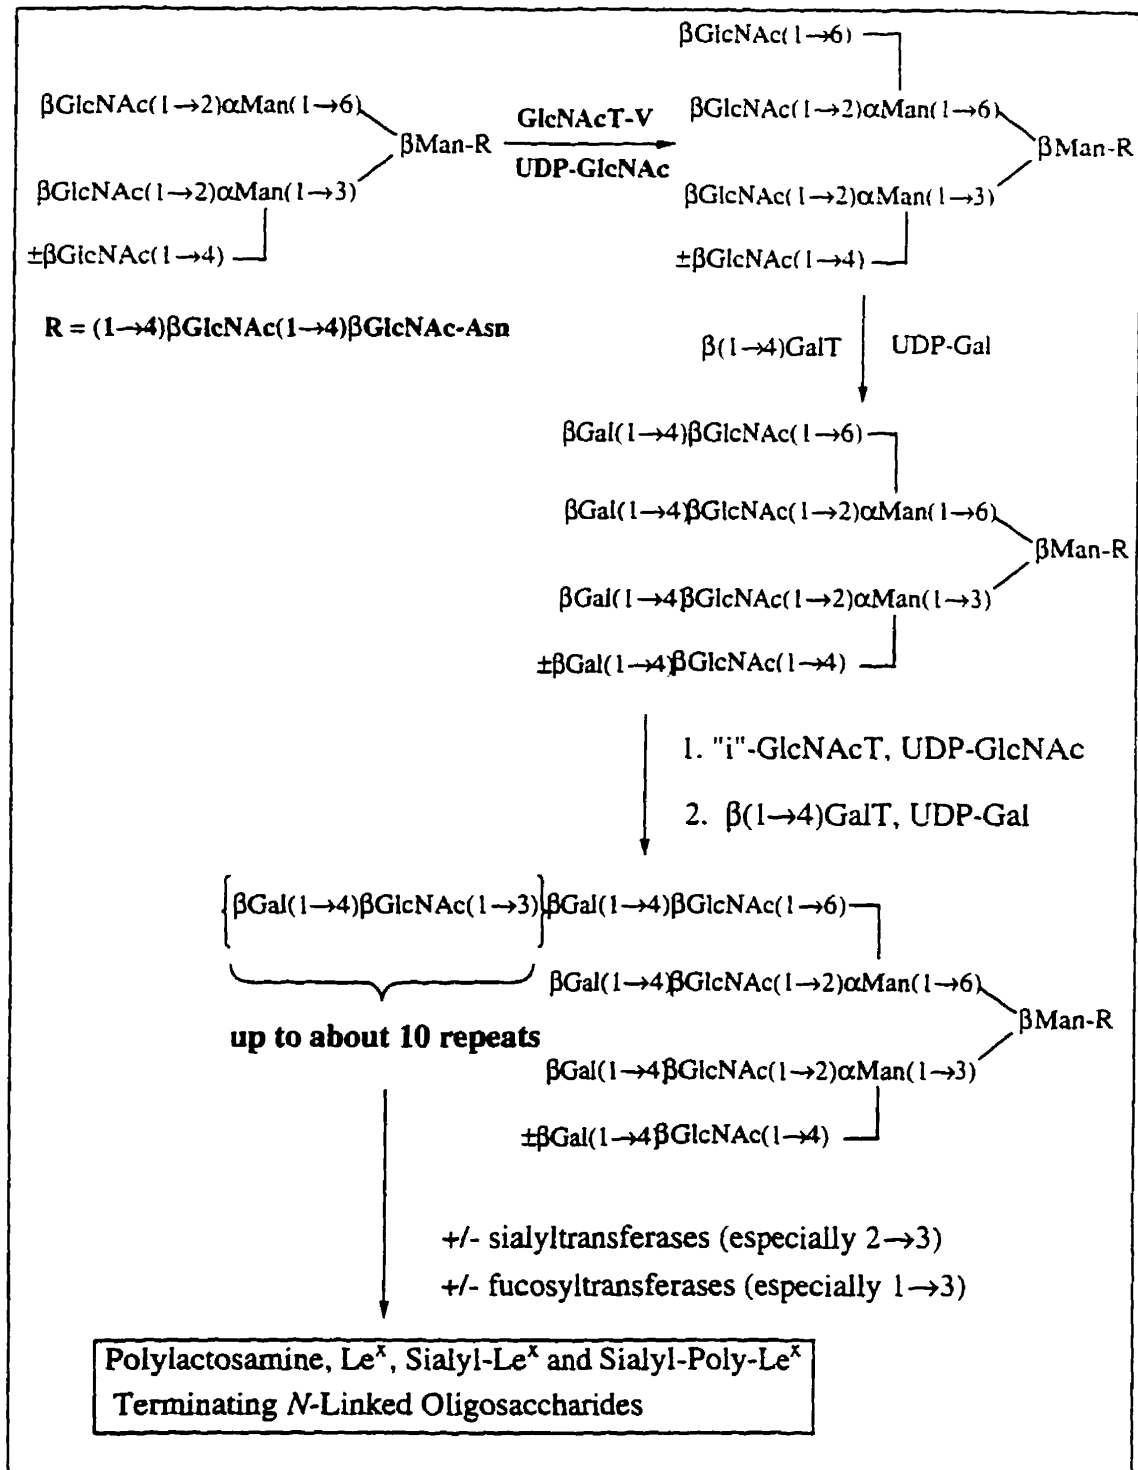 βGlcNAc(1→2)αMan(1→6)
βMan-R
βGlcNAc(1→2)αMan(1→3)
±βGlcNAc(1→4)
R = (1→4)βGlcNAc(1→4)βGlcNAc-Asn
GlcNAcT-V
UDP-GlcNAc
βGlcNAc(1→6)
βGlcNAc(1→2)αMan(1→6)
βMan-R
βGlcNAc(1→2)αMan(1→3)
±βGlcNAc(1→4)
β(1→4)GalT UDP-Gal
βGal(1→4)βGlcNAc(1→6)
βGal(1→4)βGlcNAc(1→2)αMan(1→6)
βMan-R
βGal(1→4βGlcNAc(1→2)αMan(1→3)
±βGal(1→4)βGlcNAc(1→4)
1. "i"-GlcNAcT, UDP-GlcNAc
2. β(1→4)GalT, UDP-Gal
{βGal(1→4)βGlcNAc(1→3)}βGal(1→4)βGlcNAc(1→6)
βGal(1→4)βGlcNAc(1→2)αMan(1→6)
βMan-R
up to about 10 repeats
βGal(1→4βGlcNAc(1→2)αMan(1→3)
±βGal(1→4βGlcNAc(1→4)
+/- sialyltransferases (especially 2→3)
+/- fucosyltransferases (especially 1→3)
Polylactosamine, Leˣ, Sialyl-Leˣ and Sialyl-Poly-Leˣ
Terminating N-Linked Oligosaccharides